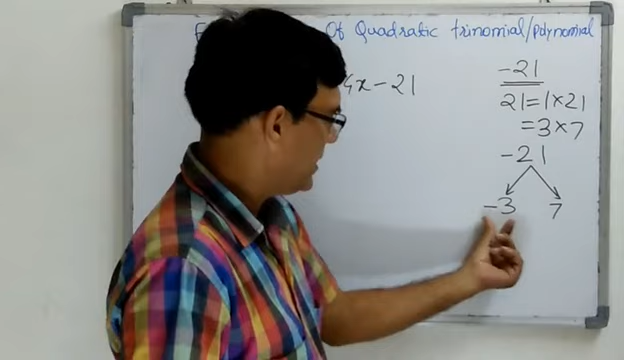 Of Quadratic trinomial/polynomial
4x-21
-21
21=1×21
=3×7
-21
-3 7